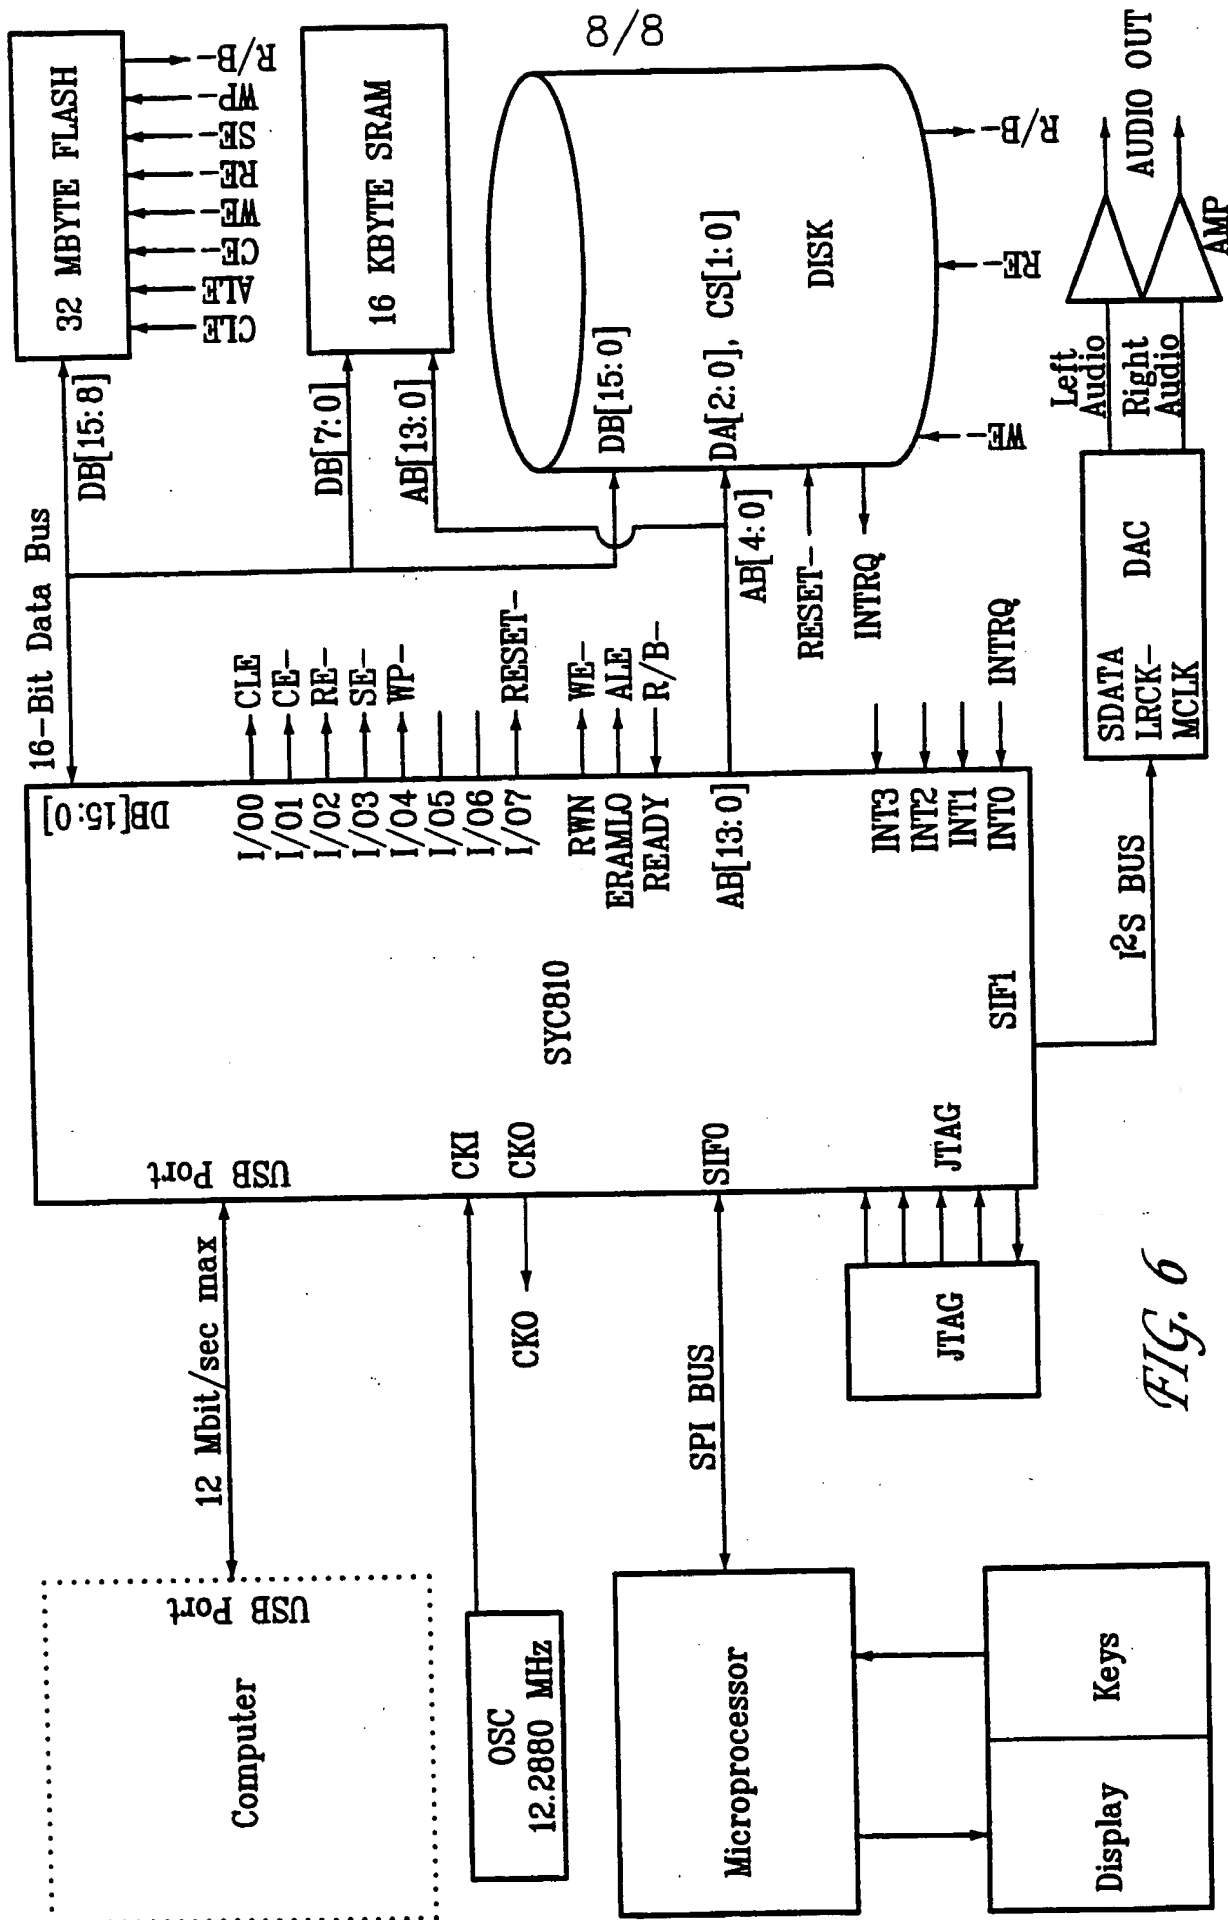 8/8
Computer
USB Port
12 Mbit/sec max
USB Port
OSC
12.2880 MHz
CKI
CKO
CKO
Microprocessor
SPI BUS
SIF0
Display
Keys
JTAG
JTAG
SYC810
SIF1
I2S BUS
DB[15:0]
I/O0
I/O1
I/O2
I/O3
I/O4
I/O5
I/O6
I/O7
RWN
ERAMLO
READY
AB[13:0]
INT3
INT2
INT1
INT0
CLE
CE-
RE-
SE-
WP-
RESET-
WE-
ALE
R/B-
INTRQ
16-Bit Data Bus
DB[15:8]
32 MBYTE FLASH
CLE
ALE
CE-
WE-
RE-
SE-
WP-
R/B-
DB[7:0]
AB[13:0]
16 KBYTE SRAM
DB[15:0]
DA[2:0], CS[1:0]
DISK
AB[4:0]
RESET-
INTRQ
WE-
RE-
R/B-
SDATA
LRCK-
MCLK
DAC
Left
Audio
Right
Audio
AMP
AUDIO OUT
FIG. 6